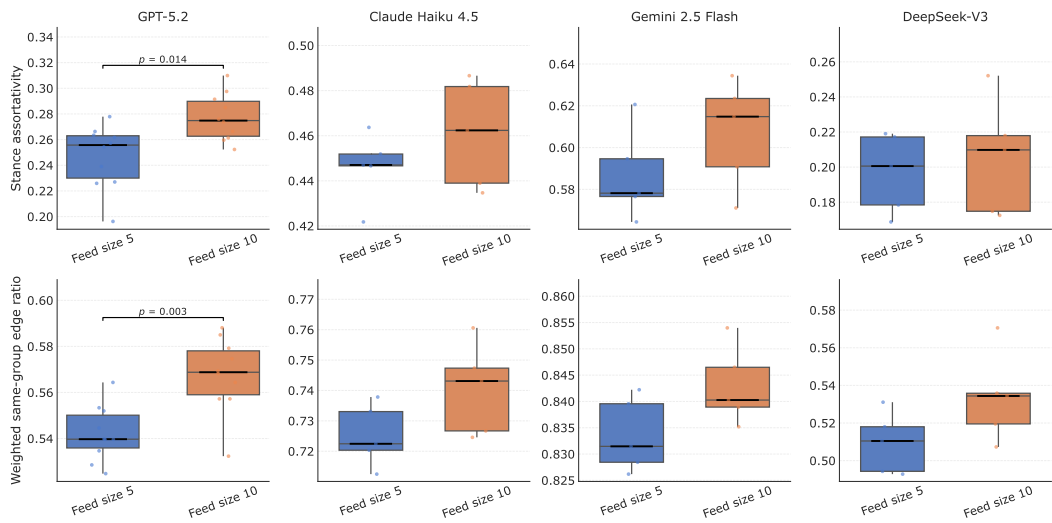 GPT-5.2
Claude Haiku 4.5
Gemini 2.5 Flash
DeepSeek-V3
Stance assortativity
0.34
0.32
0.30
0.28
0.26
0.24
0.22
0.20
p = 0.014
Feed size 5
Feed size 10
0.50
0.48
0.46
0.44
0.42
Feed size 5
Feed size 10
0.64
0.62
0.60
0.58
Feed size 5
Feed size 10
0.26
0.24
0.22
0.20
0.18
Feed size 5
Feed size 10
Weighted same-group edge ratio
0.60
0.58
0.56
0.54
p = 0.003
Feed size 5
Feed size 10
0.77
0.76
0.75
0.74
0.73
0.72
Feed size 5
Feed size 10
0.860
0.855
0.850
0.845
0.840
0.835
0.830
0.825
Feed size 5
Feed size 10
0.58
0.56
0.54
0.52
0.50
Feed size 5
Feed size 10